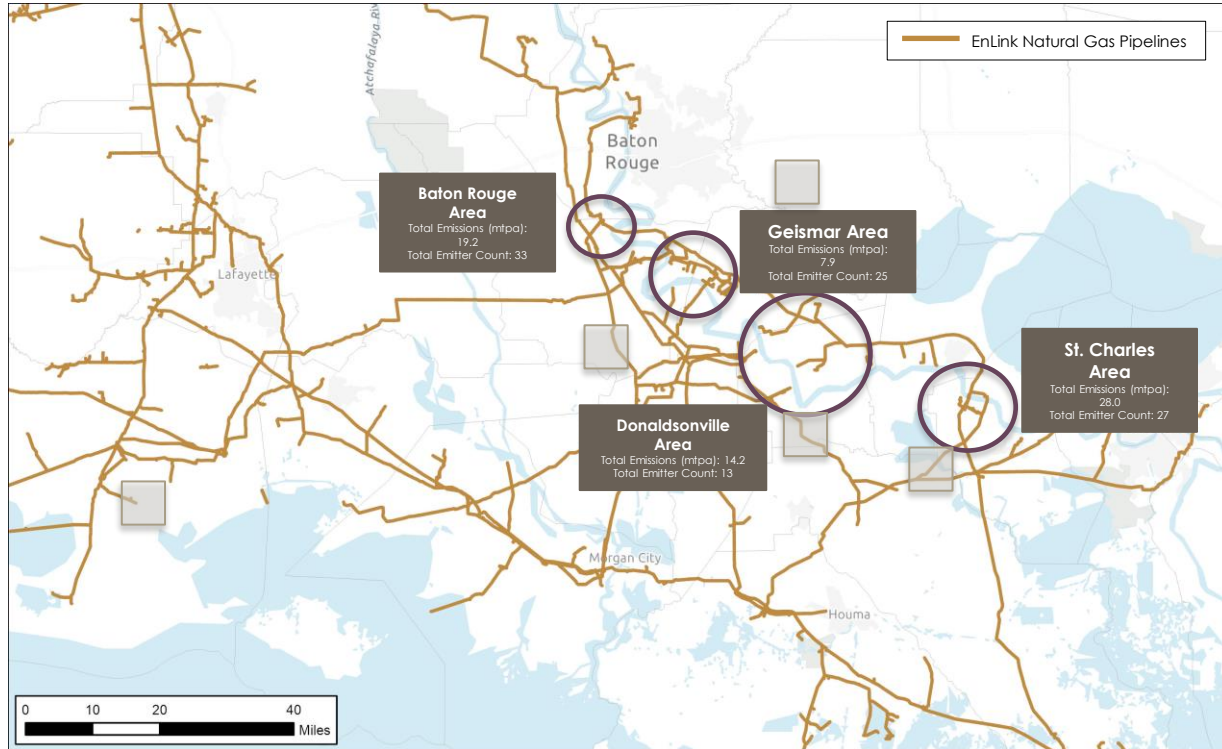 Atchafalaya Riv
EnLink Natural Gas Pipelines
Baton
Rouge
Baton Rouge
Area
Total Emissions (mtpa):
19.2
Total Emitter Count: 33
Geismar Area
Total Emissions (mtpa):
7.9
Total Emitter Count: 25
Lafayette
St. Charles
Area
Total Emissions (mtpa):
28.0
Total Emitter Count: 27
Donaldsonville
Area
Total Emissions (mtpa): 14.2
Total Emitter Count: 13
Morgan City
Houma
0 10 20 40
Miles